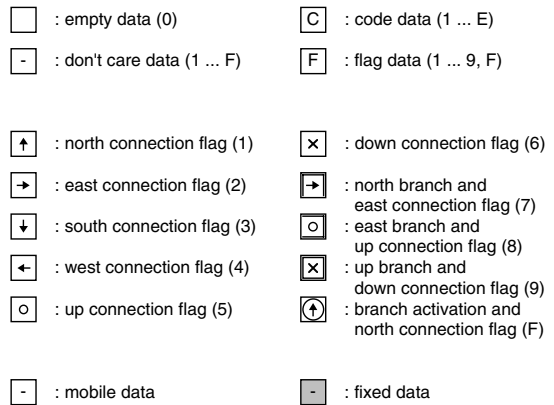 : empty data (0)
- : don't care data (1 ... F)
: north connection flag (1)
: east connection flag (2)
: south connection flag (3)
: west connection flag (4)
: up connection flag (5)
- : mobile data
C : code data (1 ... E)
F : flag data (1 ... 9, F)
: down connection flag (6)
: north branch and
east connection flag (7)
: east branch and
up connection flag (8)
: up branch and
down connection flag (9)
: branch activation and
north connection flag (F)
- : fixed data